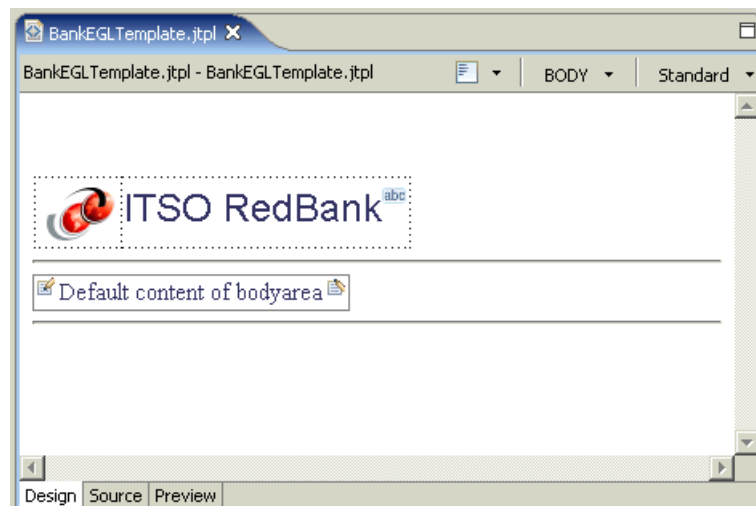 BankEGLTemplate.jtpl
BankEGLTemplate.jtpl - BankEGLTemplate.jtpl BODY Standard
ITSO RedBank abc
Default content of bodyarea
Design Source Preview